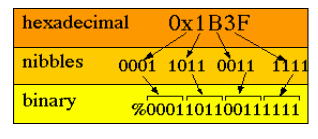 hexadecimal 0x1B3F
nibbles 0001 1011 0011 1111
binary %0001101100111111